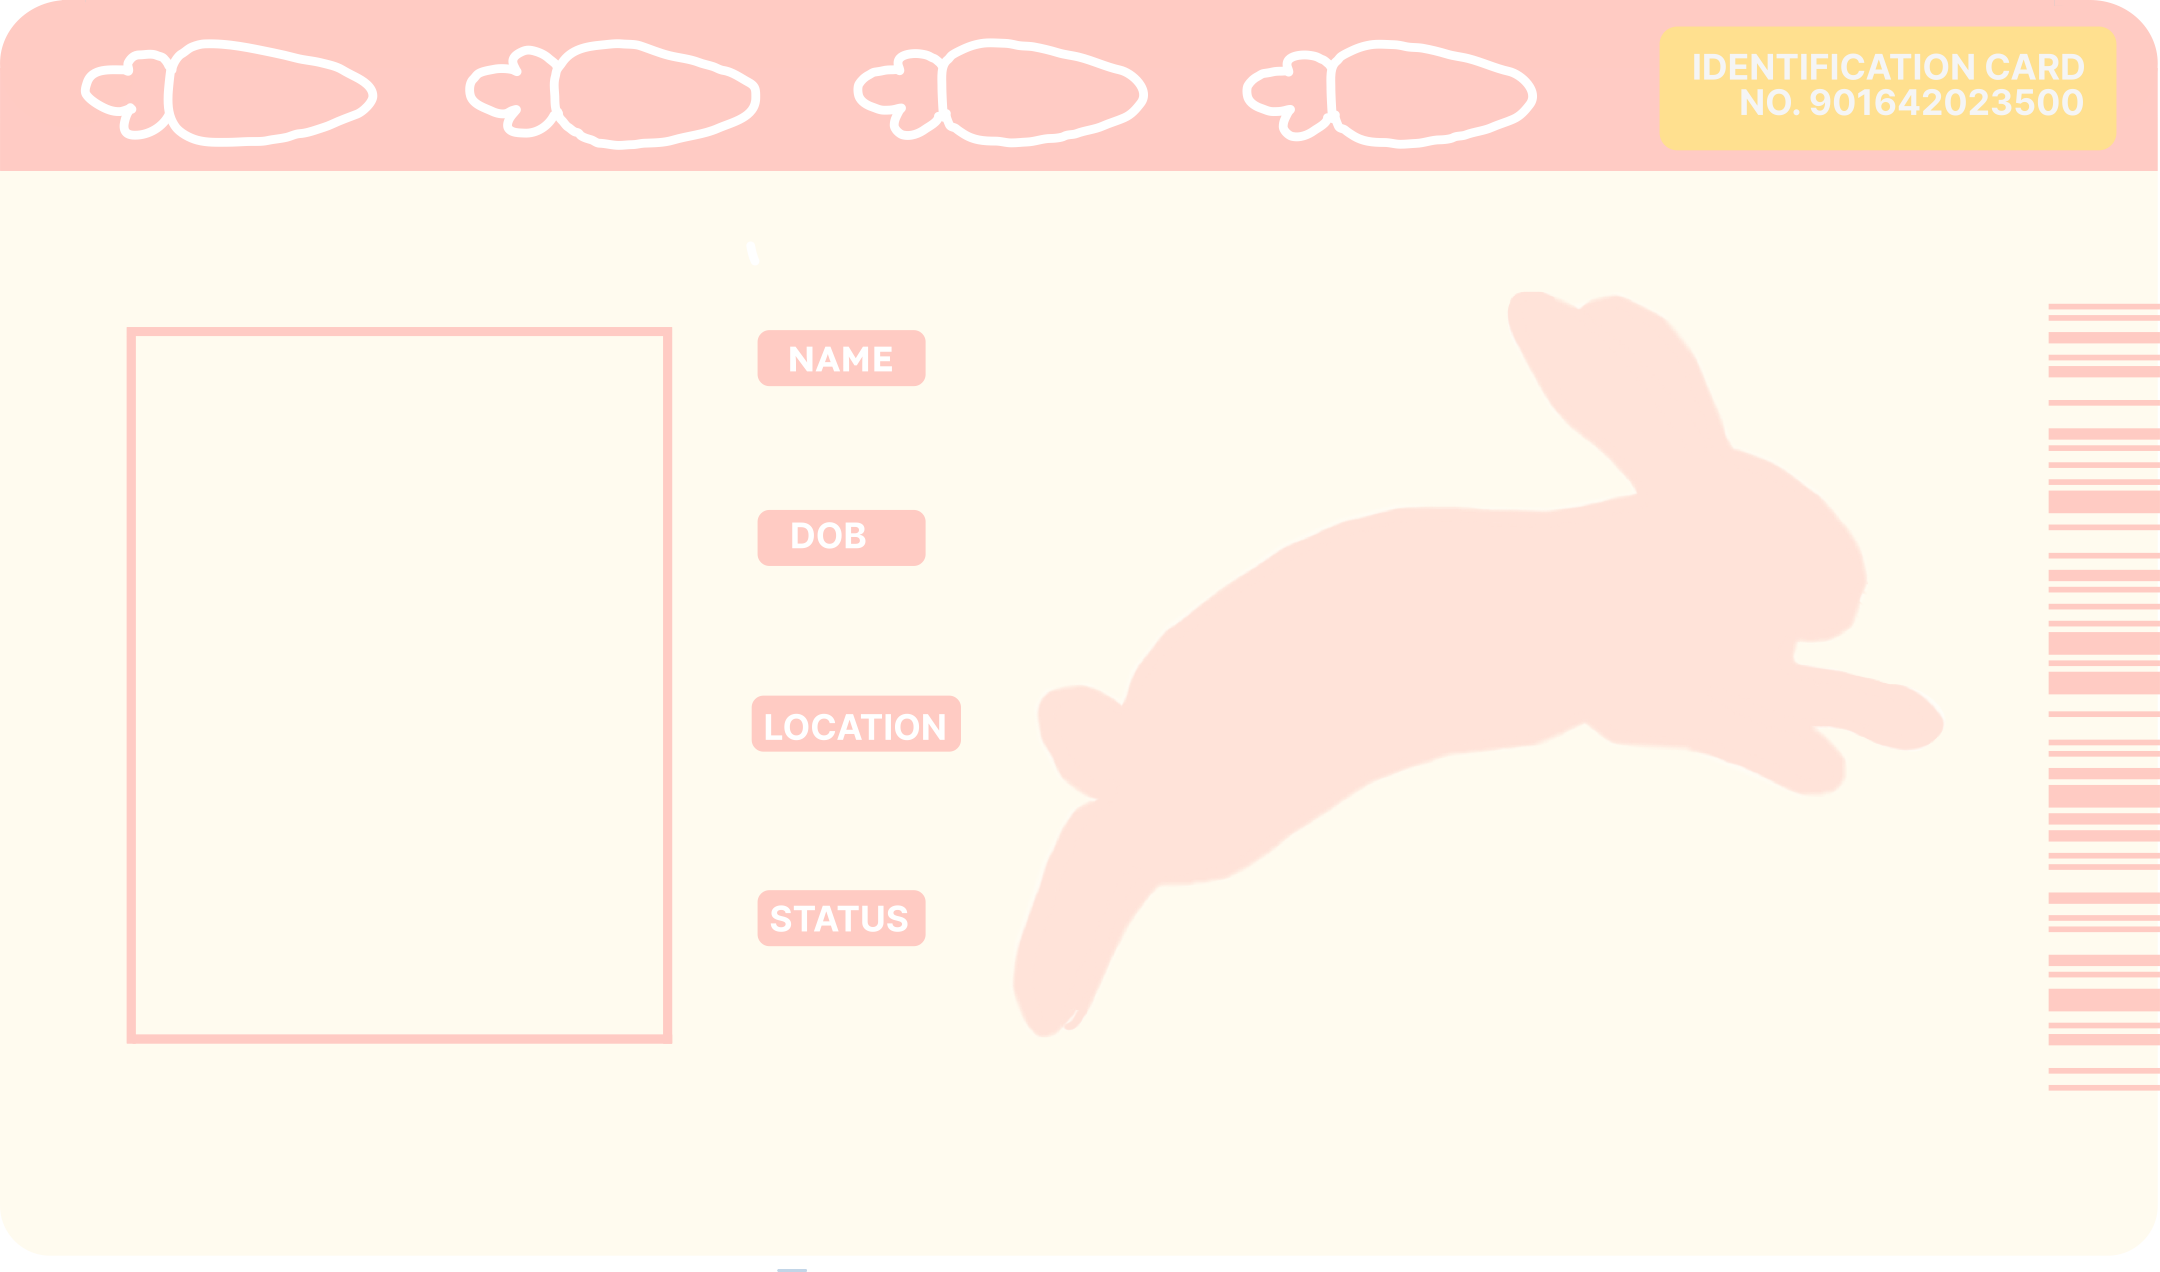 IDENTIFICATION CARD
NO. 901642023500
NAME
DOB
LOCATION
STATUS